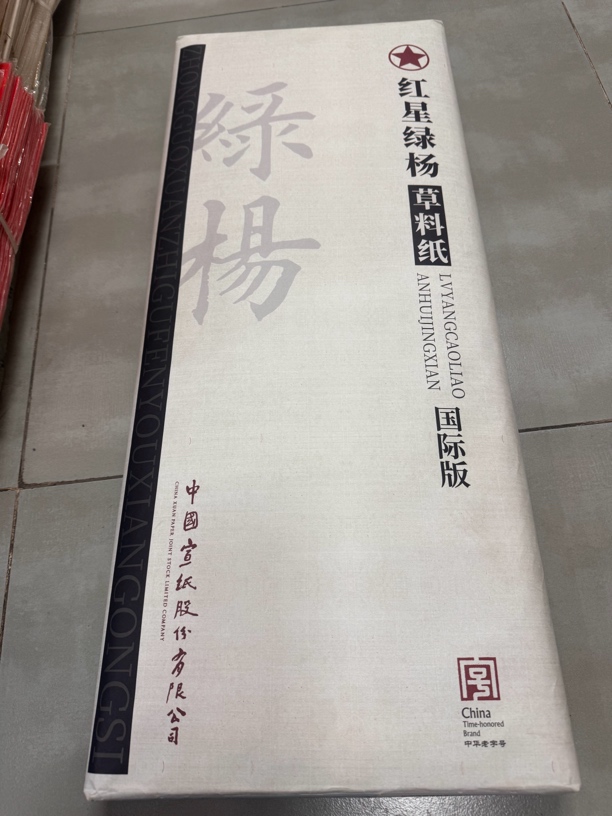 红星绿杨
草料纸
LVYANGCAOLIAO
ANHUIJINGXIAN
国际版
綠楊
ZHONGGUOXUANZHIGUFENYOUXIANGONGSI
中國宣纸股份有限公司
CHINA XUAN PAPER JOINT STOCK LIMITED COMPANY
China
Time-honored
Brand
中华老字号